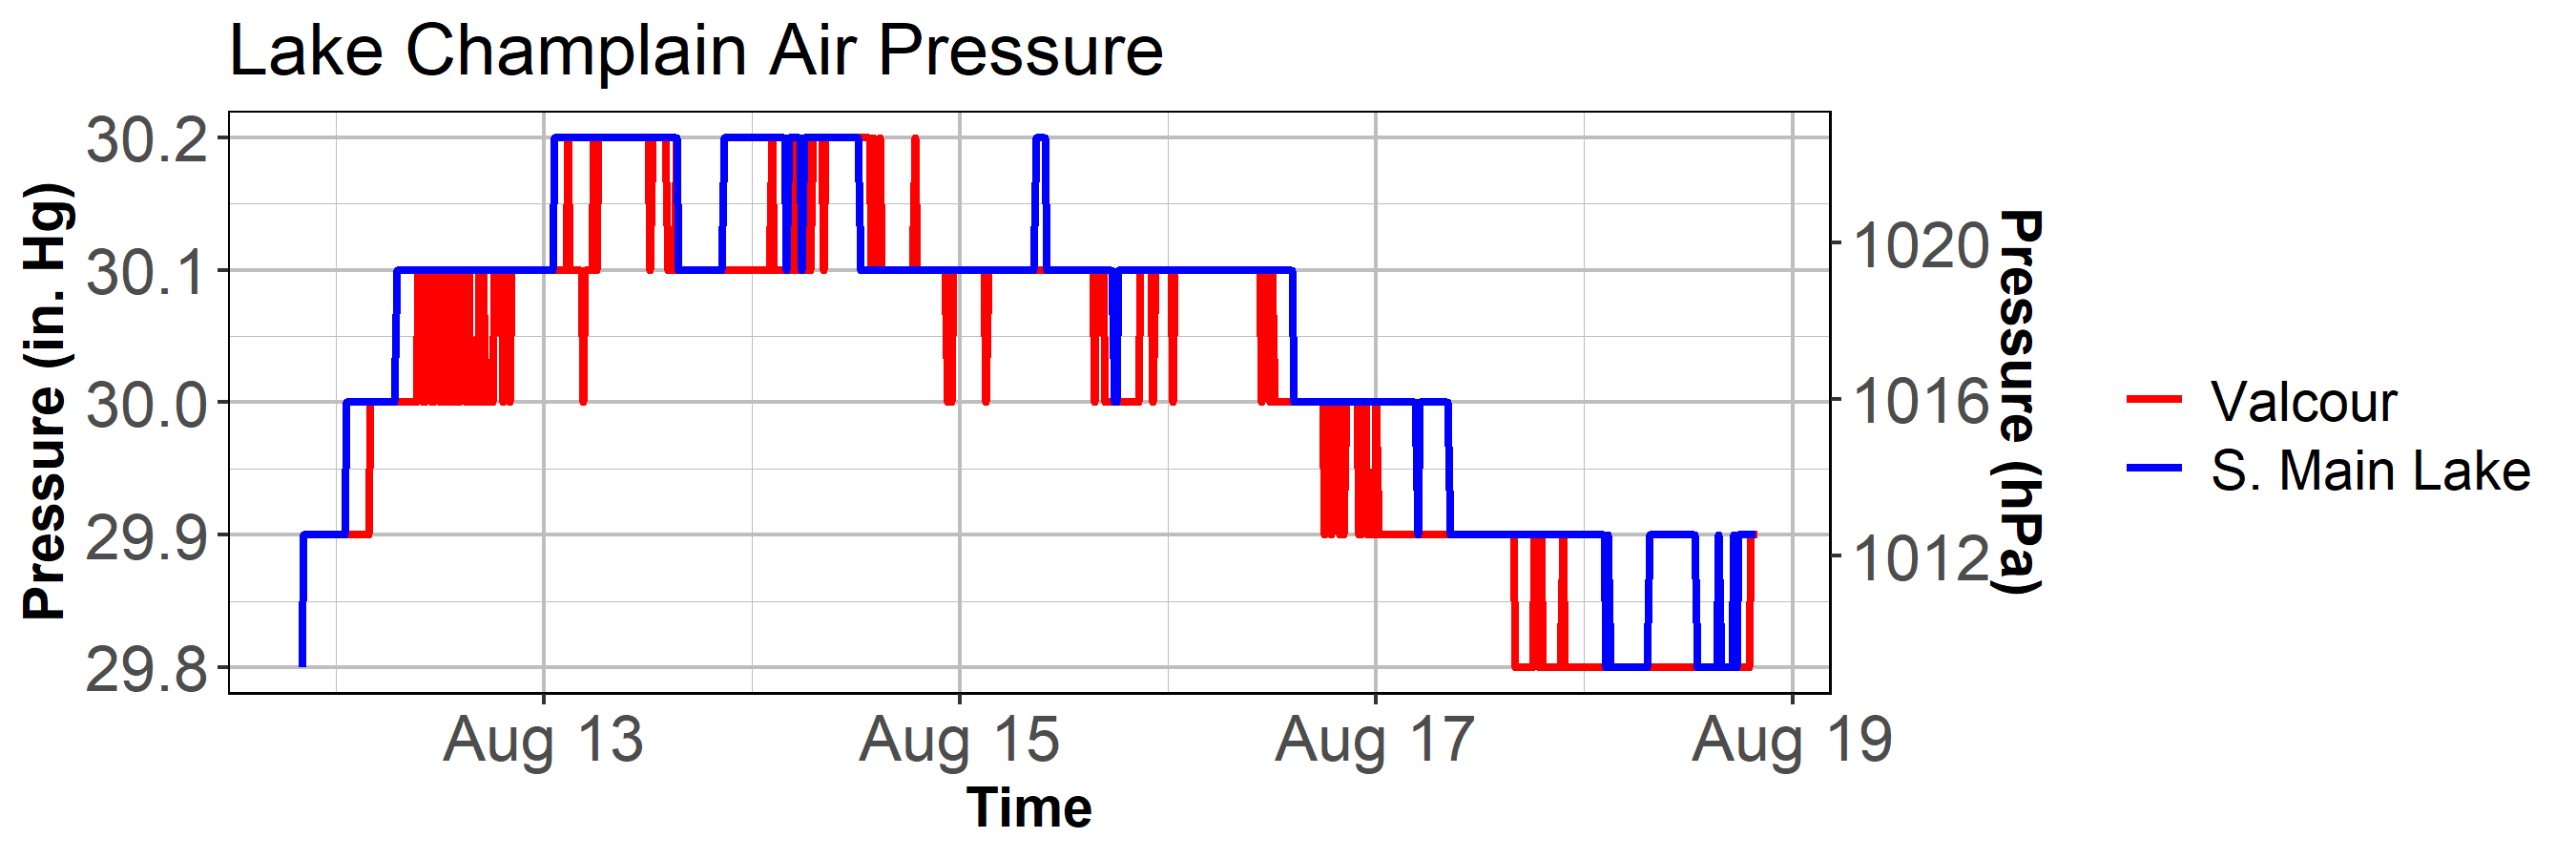 Lake Champlain Air Pressure
Pressure (in. Hg)
30.2
30.1
30.0
29.9
29.8
1020
1016
1012
Pressure (hPa)
Aug 13
Aug 15
Aug 17
Aug 19
Time
Valcour
S. Main Lake